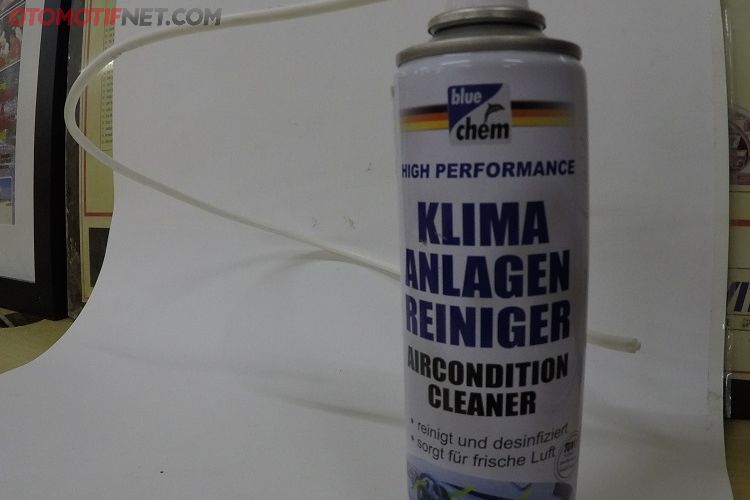 OTOMOTIFNET.COM
blue
chem
HIGH PERFORMANCE
KLIMA
ANLAGEN
REINIGER
AIRCONDITION
CLEANER
• reinigt und desinfiziert
• sorgt für frische Luft